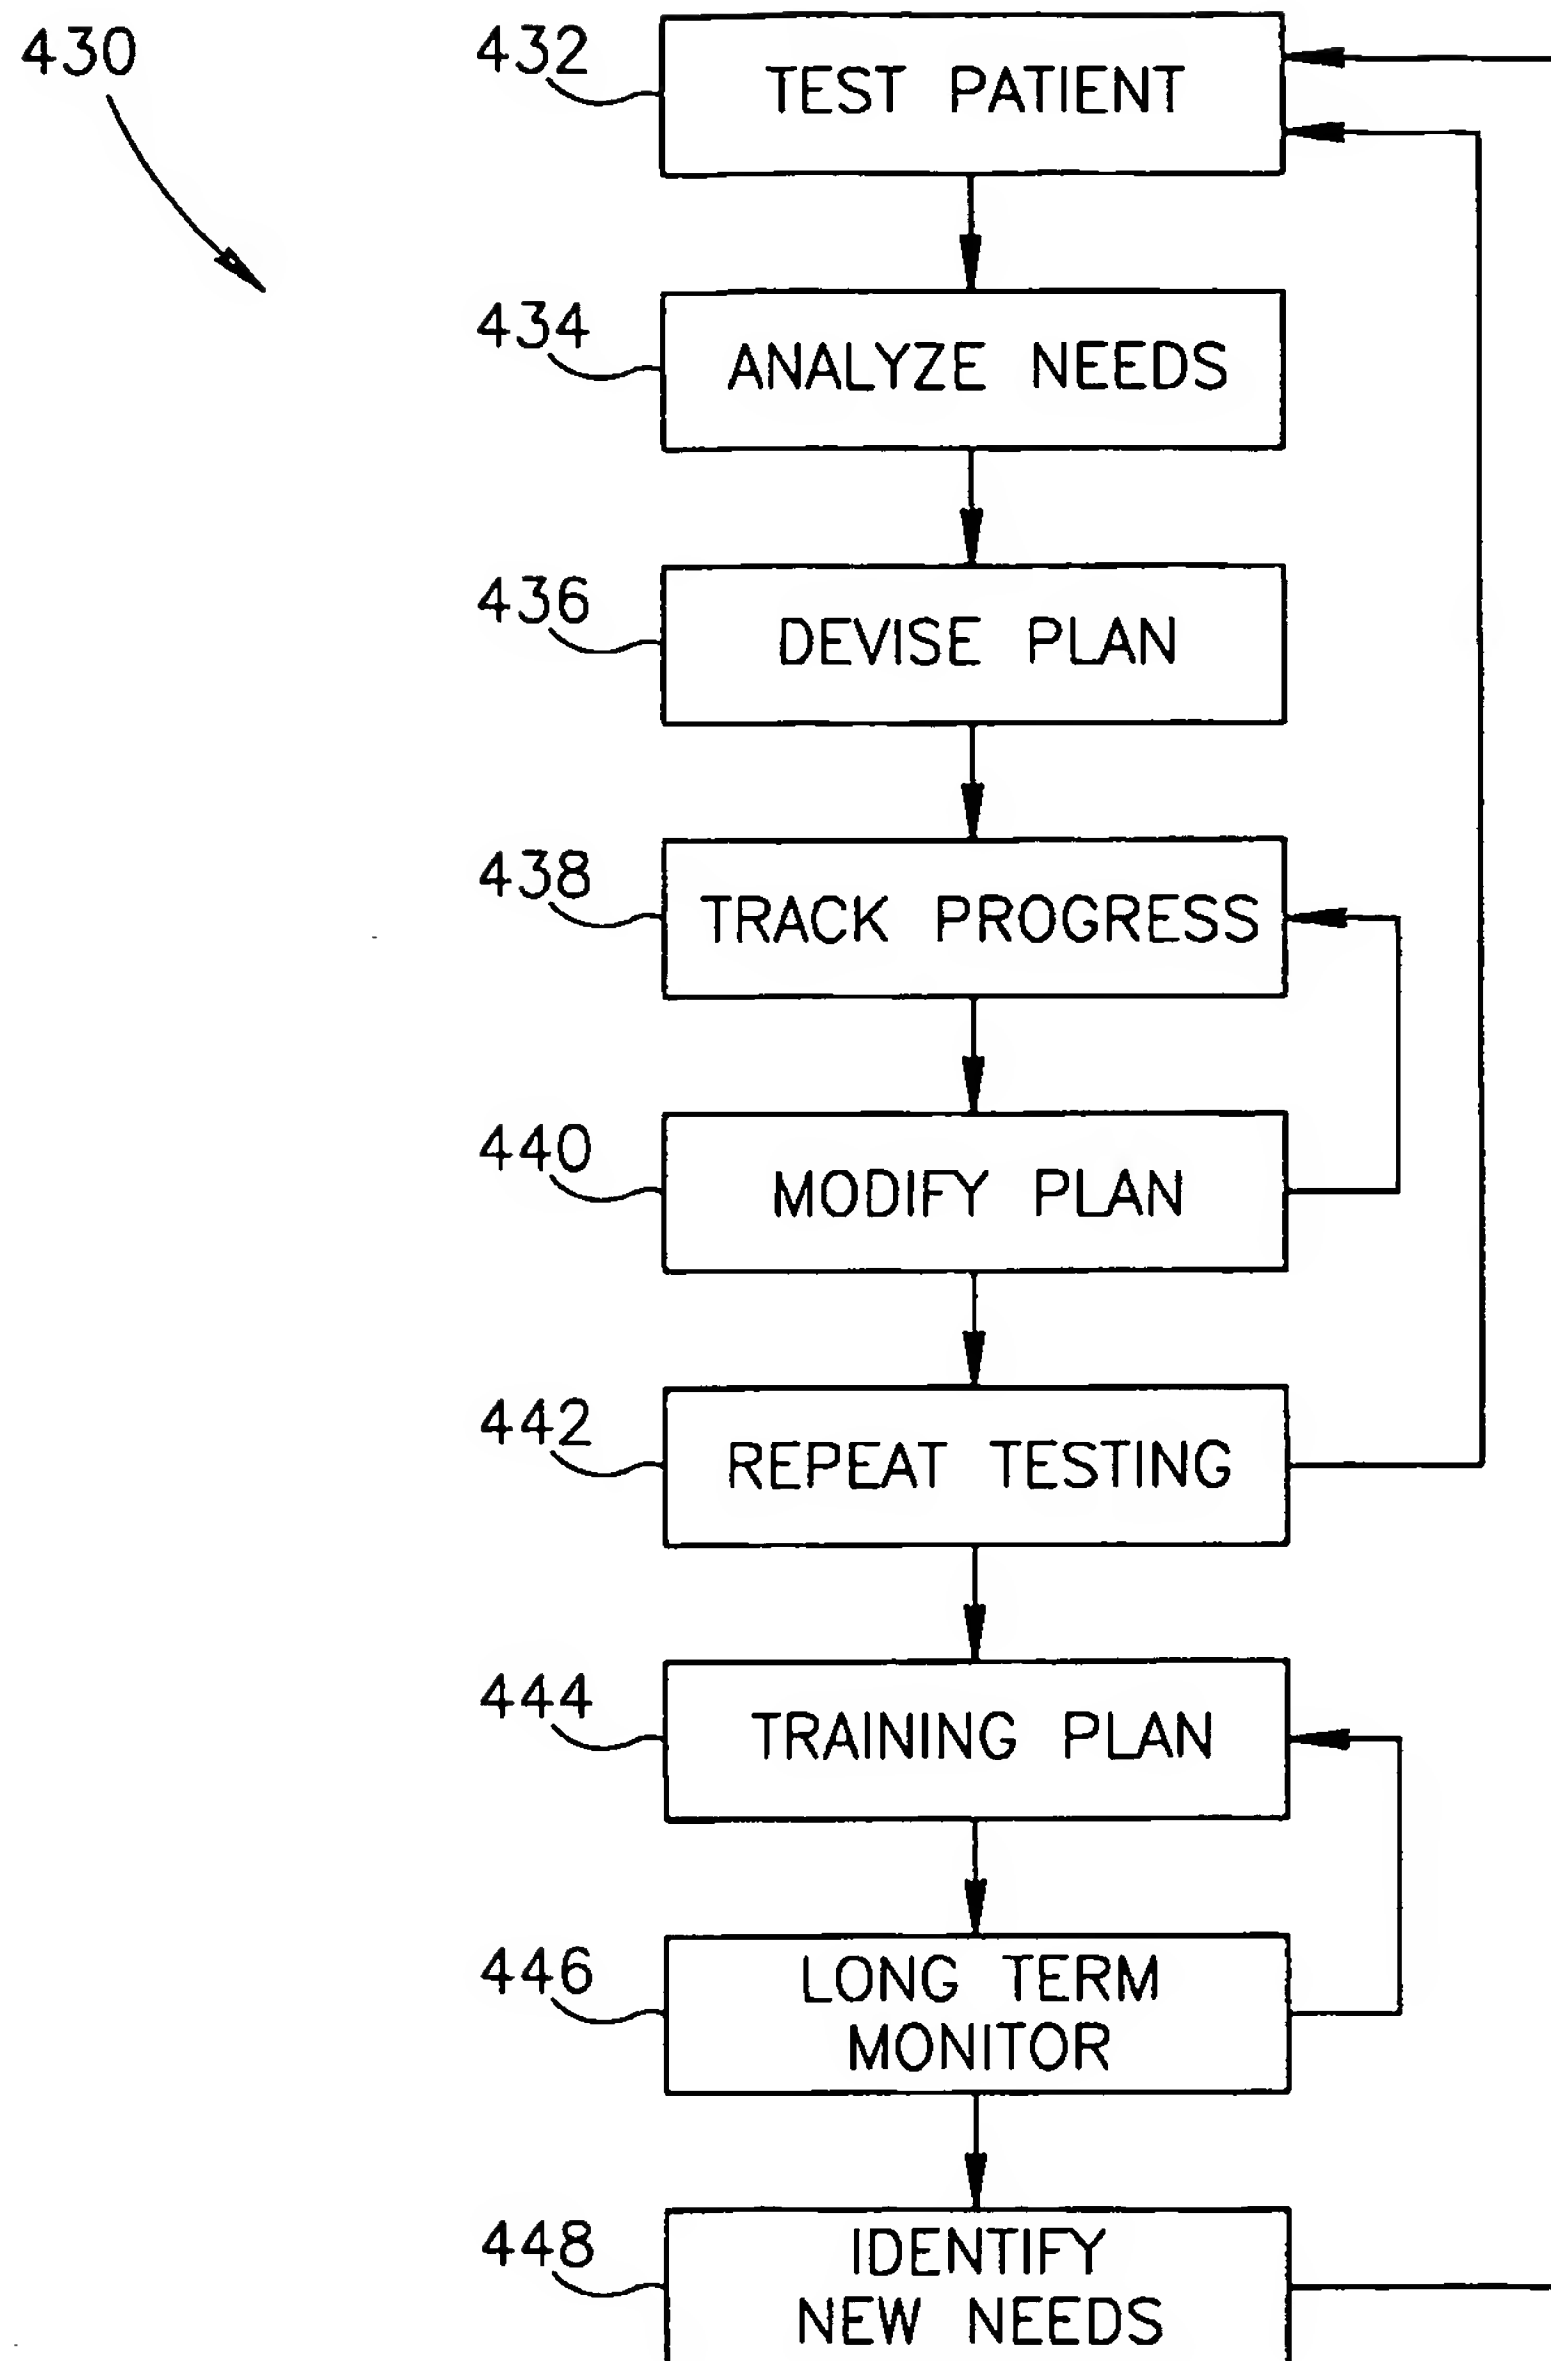 430
432
TEST PATIENT
434
ANALYZE NEEDS
436
DEVISE PLAN
438
TRACK PROGRESS
440
MODIFY PLAN
442
REPEAT TESTING
444
TRAINING PLAN
446
LONG TERM
MONITOR
448
IDENTIFY
NEW NEEDS